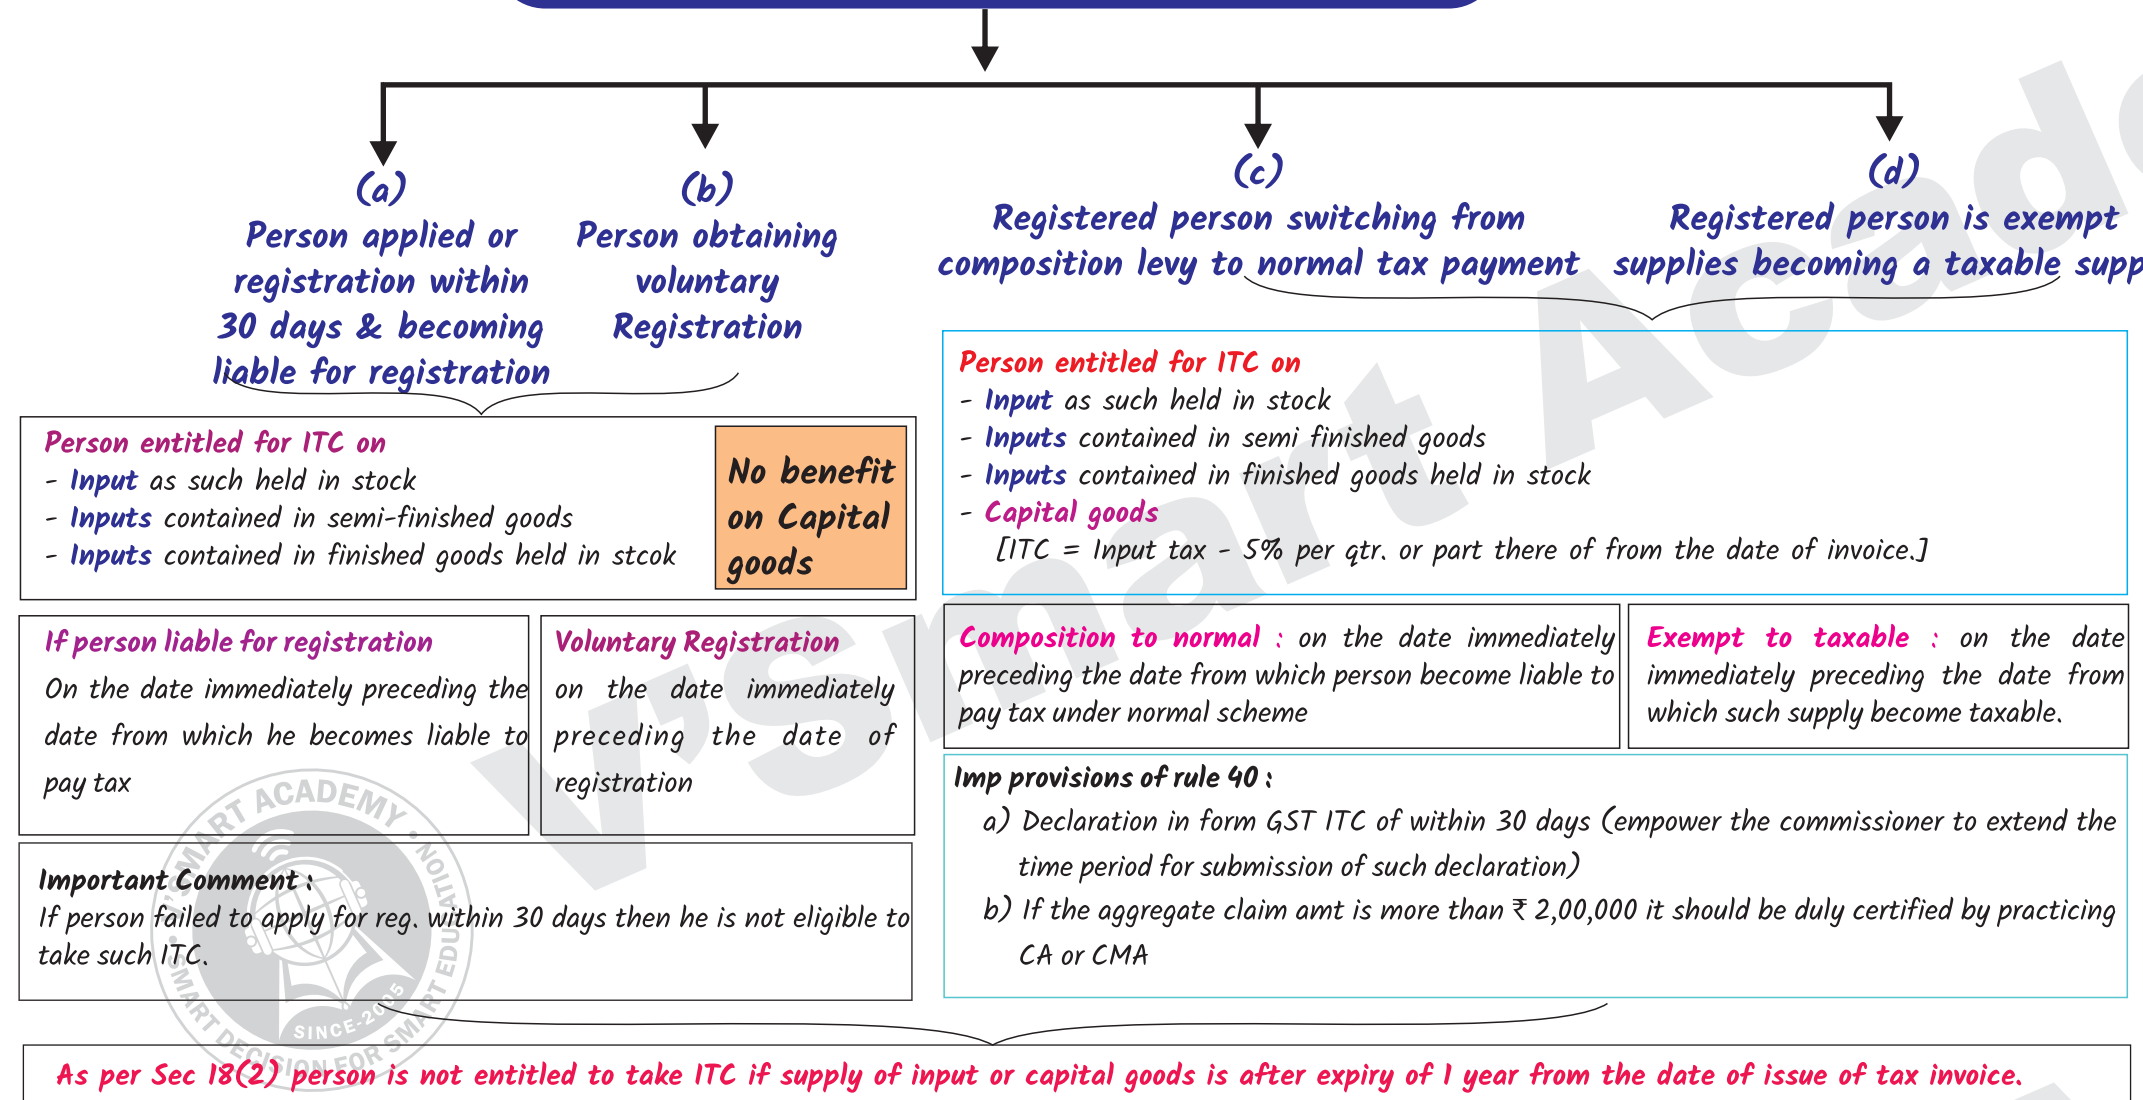 (a)
Person applied or
registration within
30 days & becoming
liable for registration
(b)
Person obtaining
voluntary
Registration
(c)
Registered person switching from
composition levy to normal tax payment
(d)
Registered person is exempt
supplies becoming a taxable supp
Person entitled for ITC on
- Input as such held in stock
- Inputs contained in semi-finished goods
- Inputs contained in finished goods held in stcok
No benefit
on Capital
goods
Person entitled for ITC on
- Input as such held in stock
- Inputs contained in semi finished goods
- Inputs contained in finished goods held in stock
- Capital goods
[ITC = Input tax - 5% per qtr. or part there of from the date of invoice.]
If person liable for registration
On the date immediately preceding the
date from which he becomes liable to
pay tax
Voluntary Registration
on the date immediately
preceding the date of
registration
Composition to normal : on the date immediately
preceding the date from which person become liable to
pay tax under normal scheme
Exempt to taxable : on the date
immediately preceding the date from
which such supply become taxable.
Important Comment :
If person failed to apply for reg. within 30 days then he is not eligible to
take such ITC.
Imp provisions of rule 40 :
a) Declaration in form GST ITC of within 30 days (empower the commissioner to extend the
time period for submission of such declaration)
b) If the aggregate claim amt is more than ₹ 2,00,000 it should be duly certified by practicing
CA or CMA
As per Sec 18(2) person is not entitled to take ITC if supply of input or capital goods is after expiry of 1 year from the date of issue of tax invoice.
V'Smart Acade
V'SMART ACADEMY
SMART DECISION FOR SMART EDUCATION
SINCE-2005